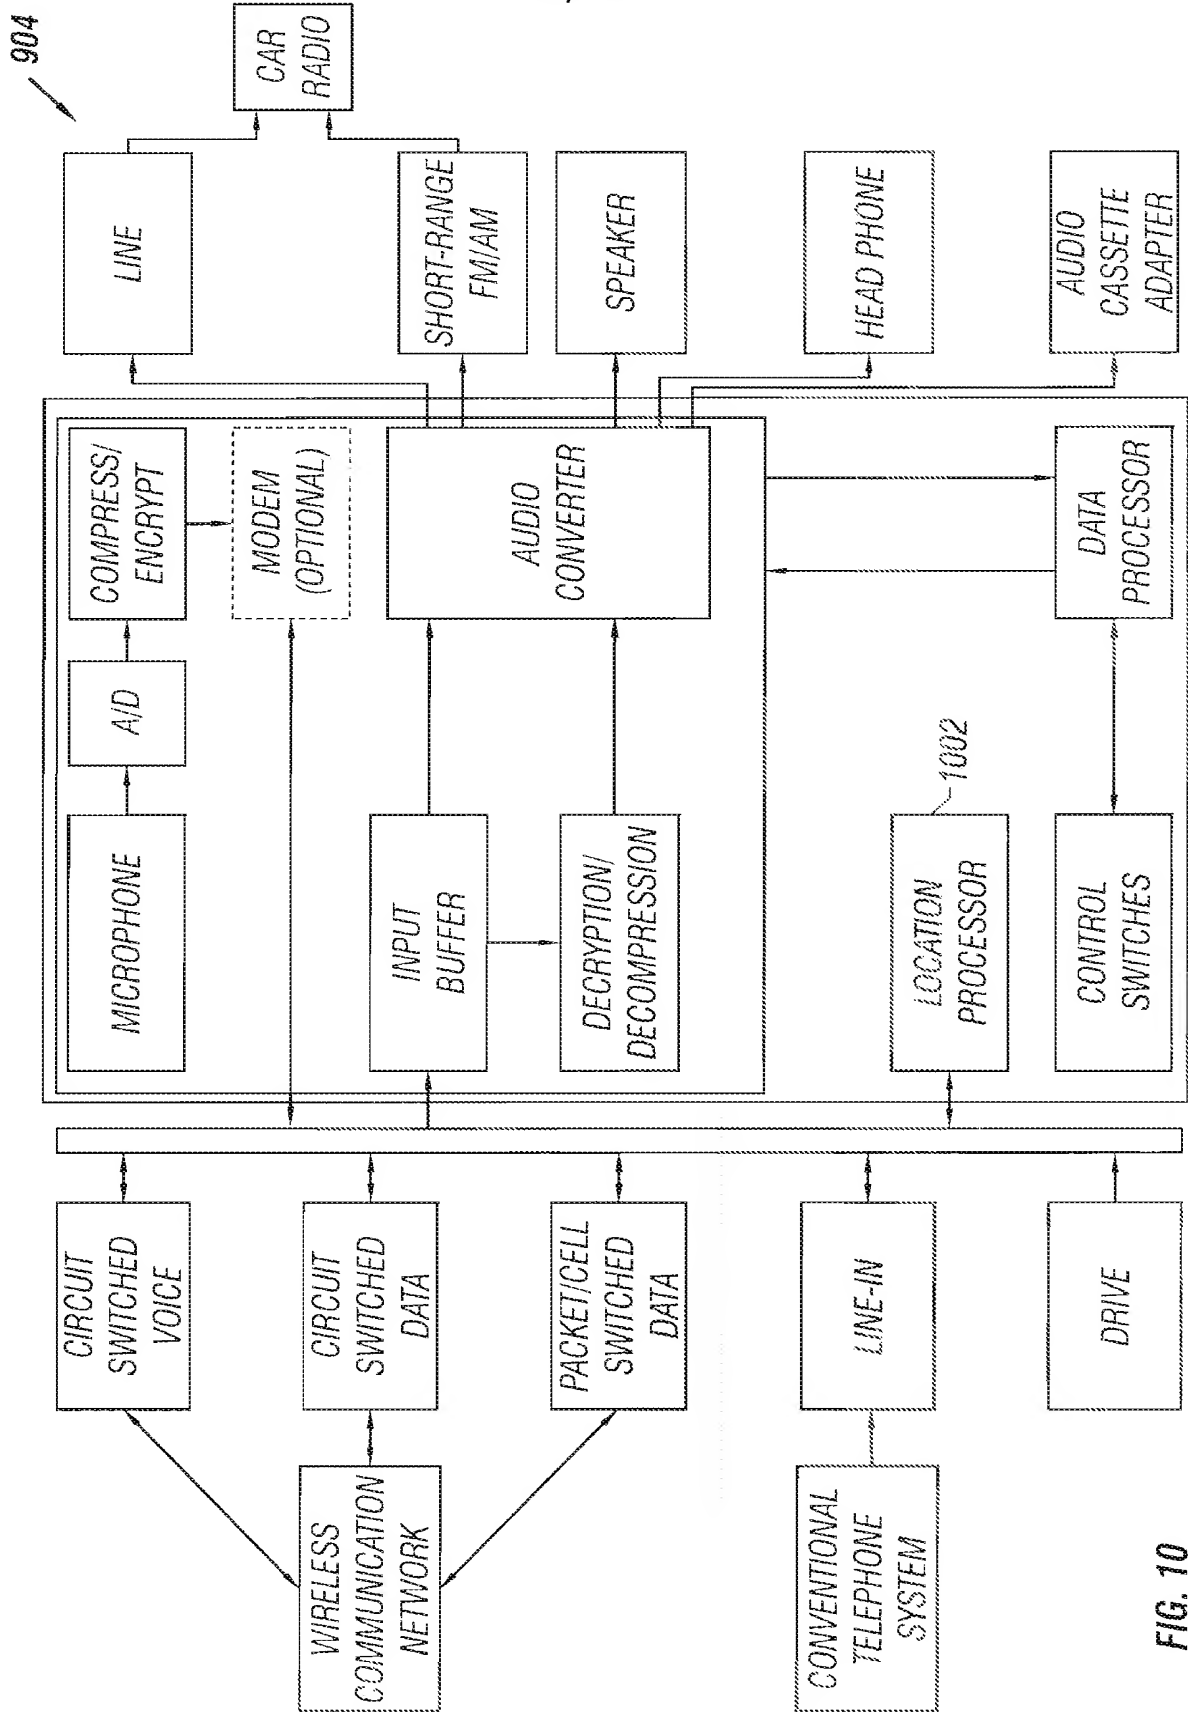 904
CAR
RADIO
LINE
SHORT-RANGE
FM/AM
SPEAKER
HEAD PHONE
AUDIO
CASSETTE
ADAPTER
COMPRESS/
ENCRYPT
MODEM
(OPTIONAL)
AUDIO
CONVERTER
DATA
PROCESSOR
A/D
MICROPHONE
INPUT
BUFFER
DECRYPTION/
DECOMPRESSION
LOCATION
PROCESSOR
1002
CONTROL
SWITCHES
CIRCUIT
SWITCHED
VOICE
CIRCUIT
SWITCHED
DATA
PACKET/CELL
SWITCHED
DATA
LINE-IN
DRIVE
WIRELESS
COMMUNICATION
NETWORK
CONVENTIONAL
TELEPHONE
SYSTEM
FIG. 10